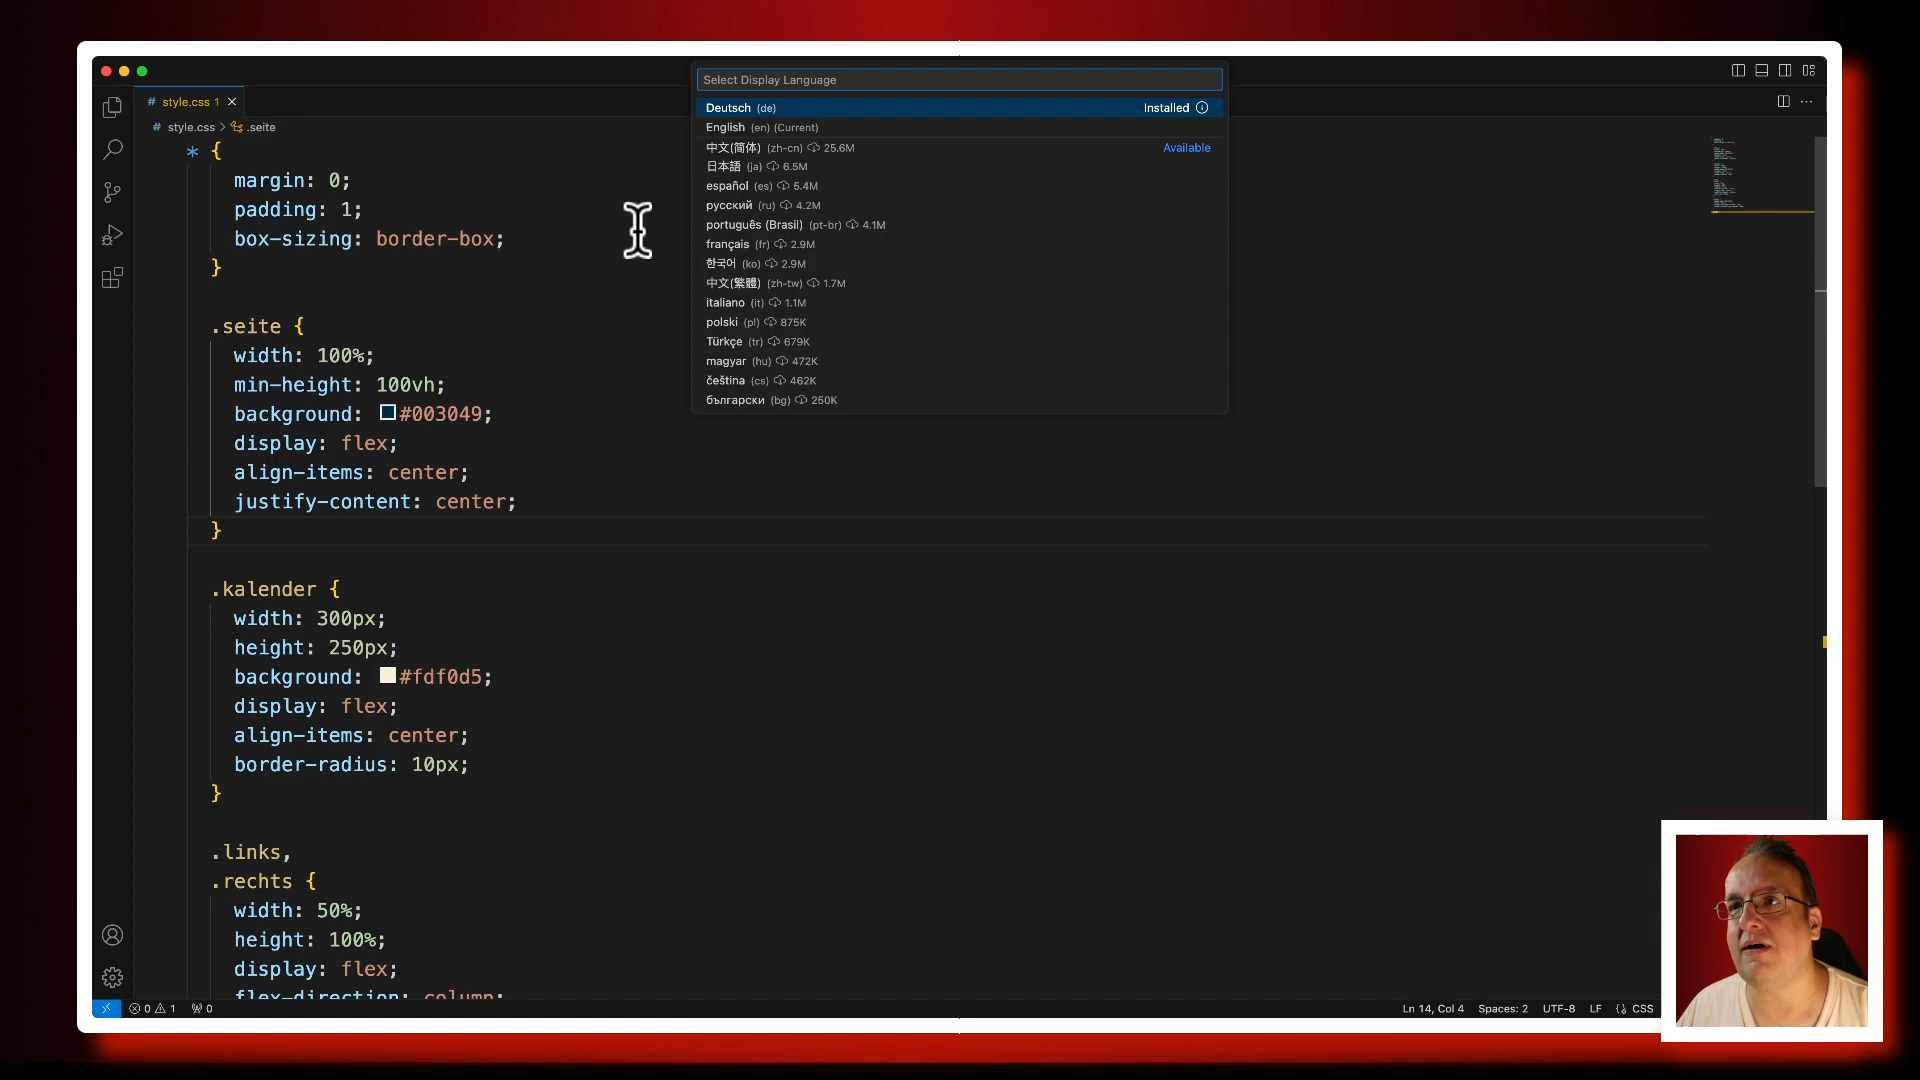 Select Display Language
Deutsch (de) Installed
English (en) (Current)
中文(简体) (zh-cn) 25.6M Available
日本語 (ja) 6.5M
español (es) 5.4M
русский (ru) 4.2M
português (Brasil) (pt-br) 4.1M
français (fr) 2.9M
한국어 (ko) 2.9M
中文(繁體) (zh-tw) 1.7M
italiano (it) 1.1M
polski (pl) 875K
Türkçe (tr) 679K
magyar (hu) 472K
čeština (cs) 462K
български (bg) 250K
# style.css 1
# style.css > .seite
* {
margin: 0;
padding: 1;
box-sizing: border-box;
}
.seite {
width: 100%;
min-height: 100vh;
background: #003049;
display: flex;
align-items: center;
justify-content: center;
}
.kalender {
width: 300px;
height: 250px;
background: #fdf0d5;
display: flex;
align-items: center;
border-radius: 10px;
}
.links,
.rechts {
width: 50%;
height: 100%;
display: flex;
flex-direction: column;
0 1 0
Ln 14, Col 4 Spaces: 2 UTF-8 LF {} CSS